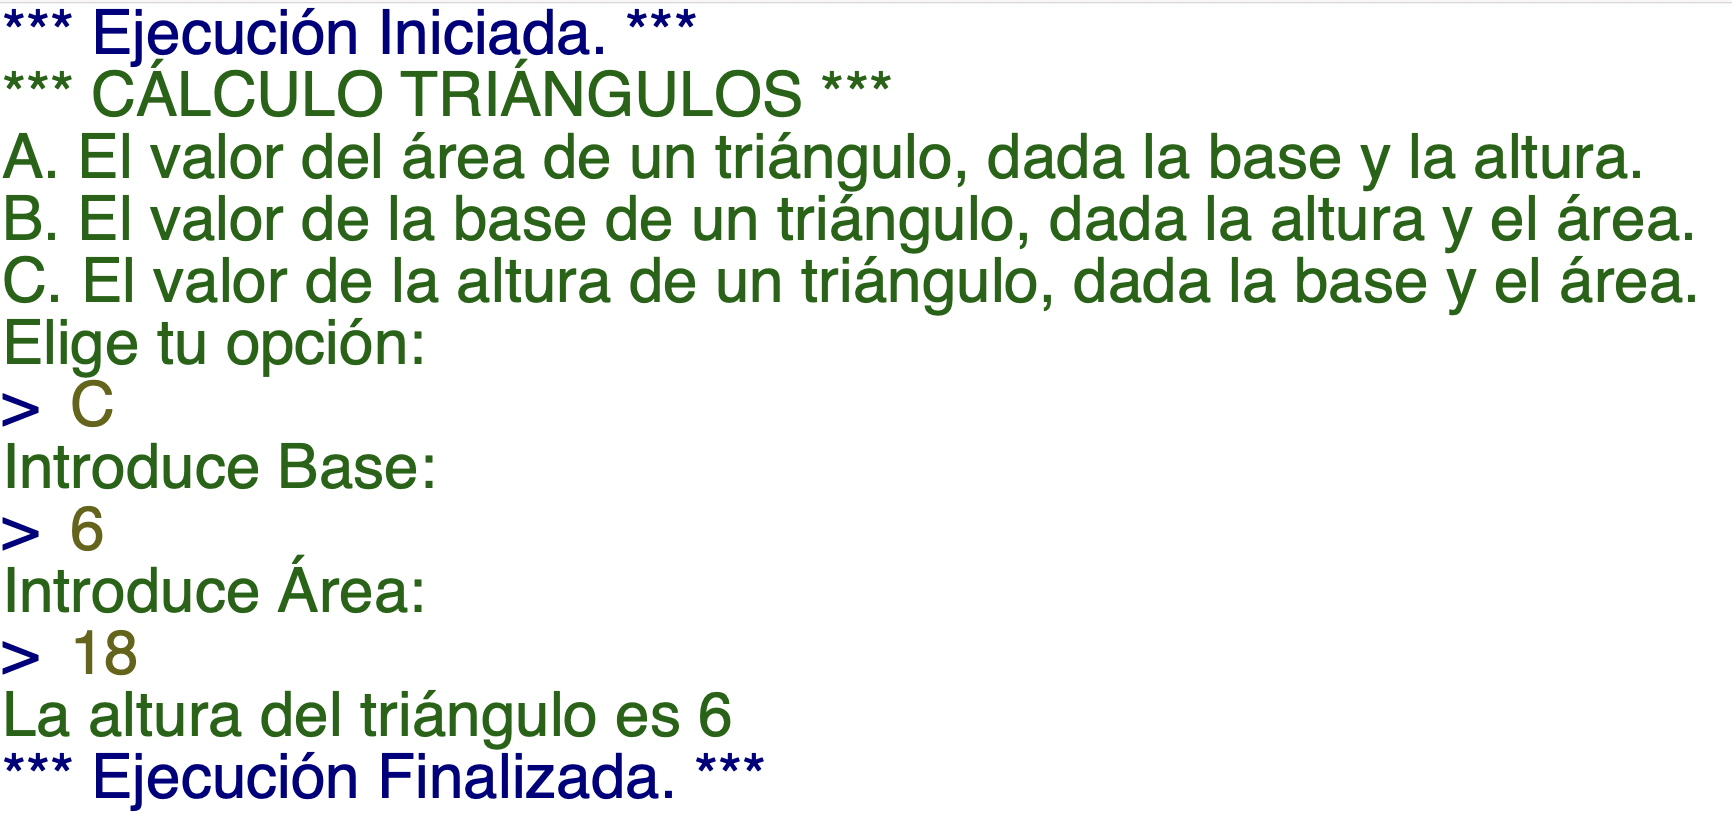 *** Ejecución Iniciada. ***
*** CÁLCULO TRIÁNGULOS ***
A. El valor del área de un triángulo, dada la base y la altura.
B. El valor de la base de un triángulo, dada la altura y el área.
C. El valor de la altura de un triángulo, dada la base y el área.
Elige tu opción:
> C
Introduce Base:
> 6
Introduce Área:
> 18
La altura del triángulo es 6
*** Ejecución Finalizada. ***